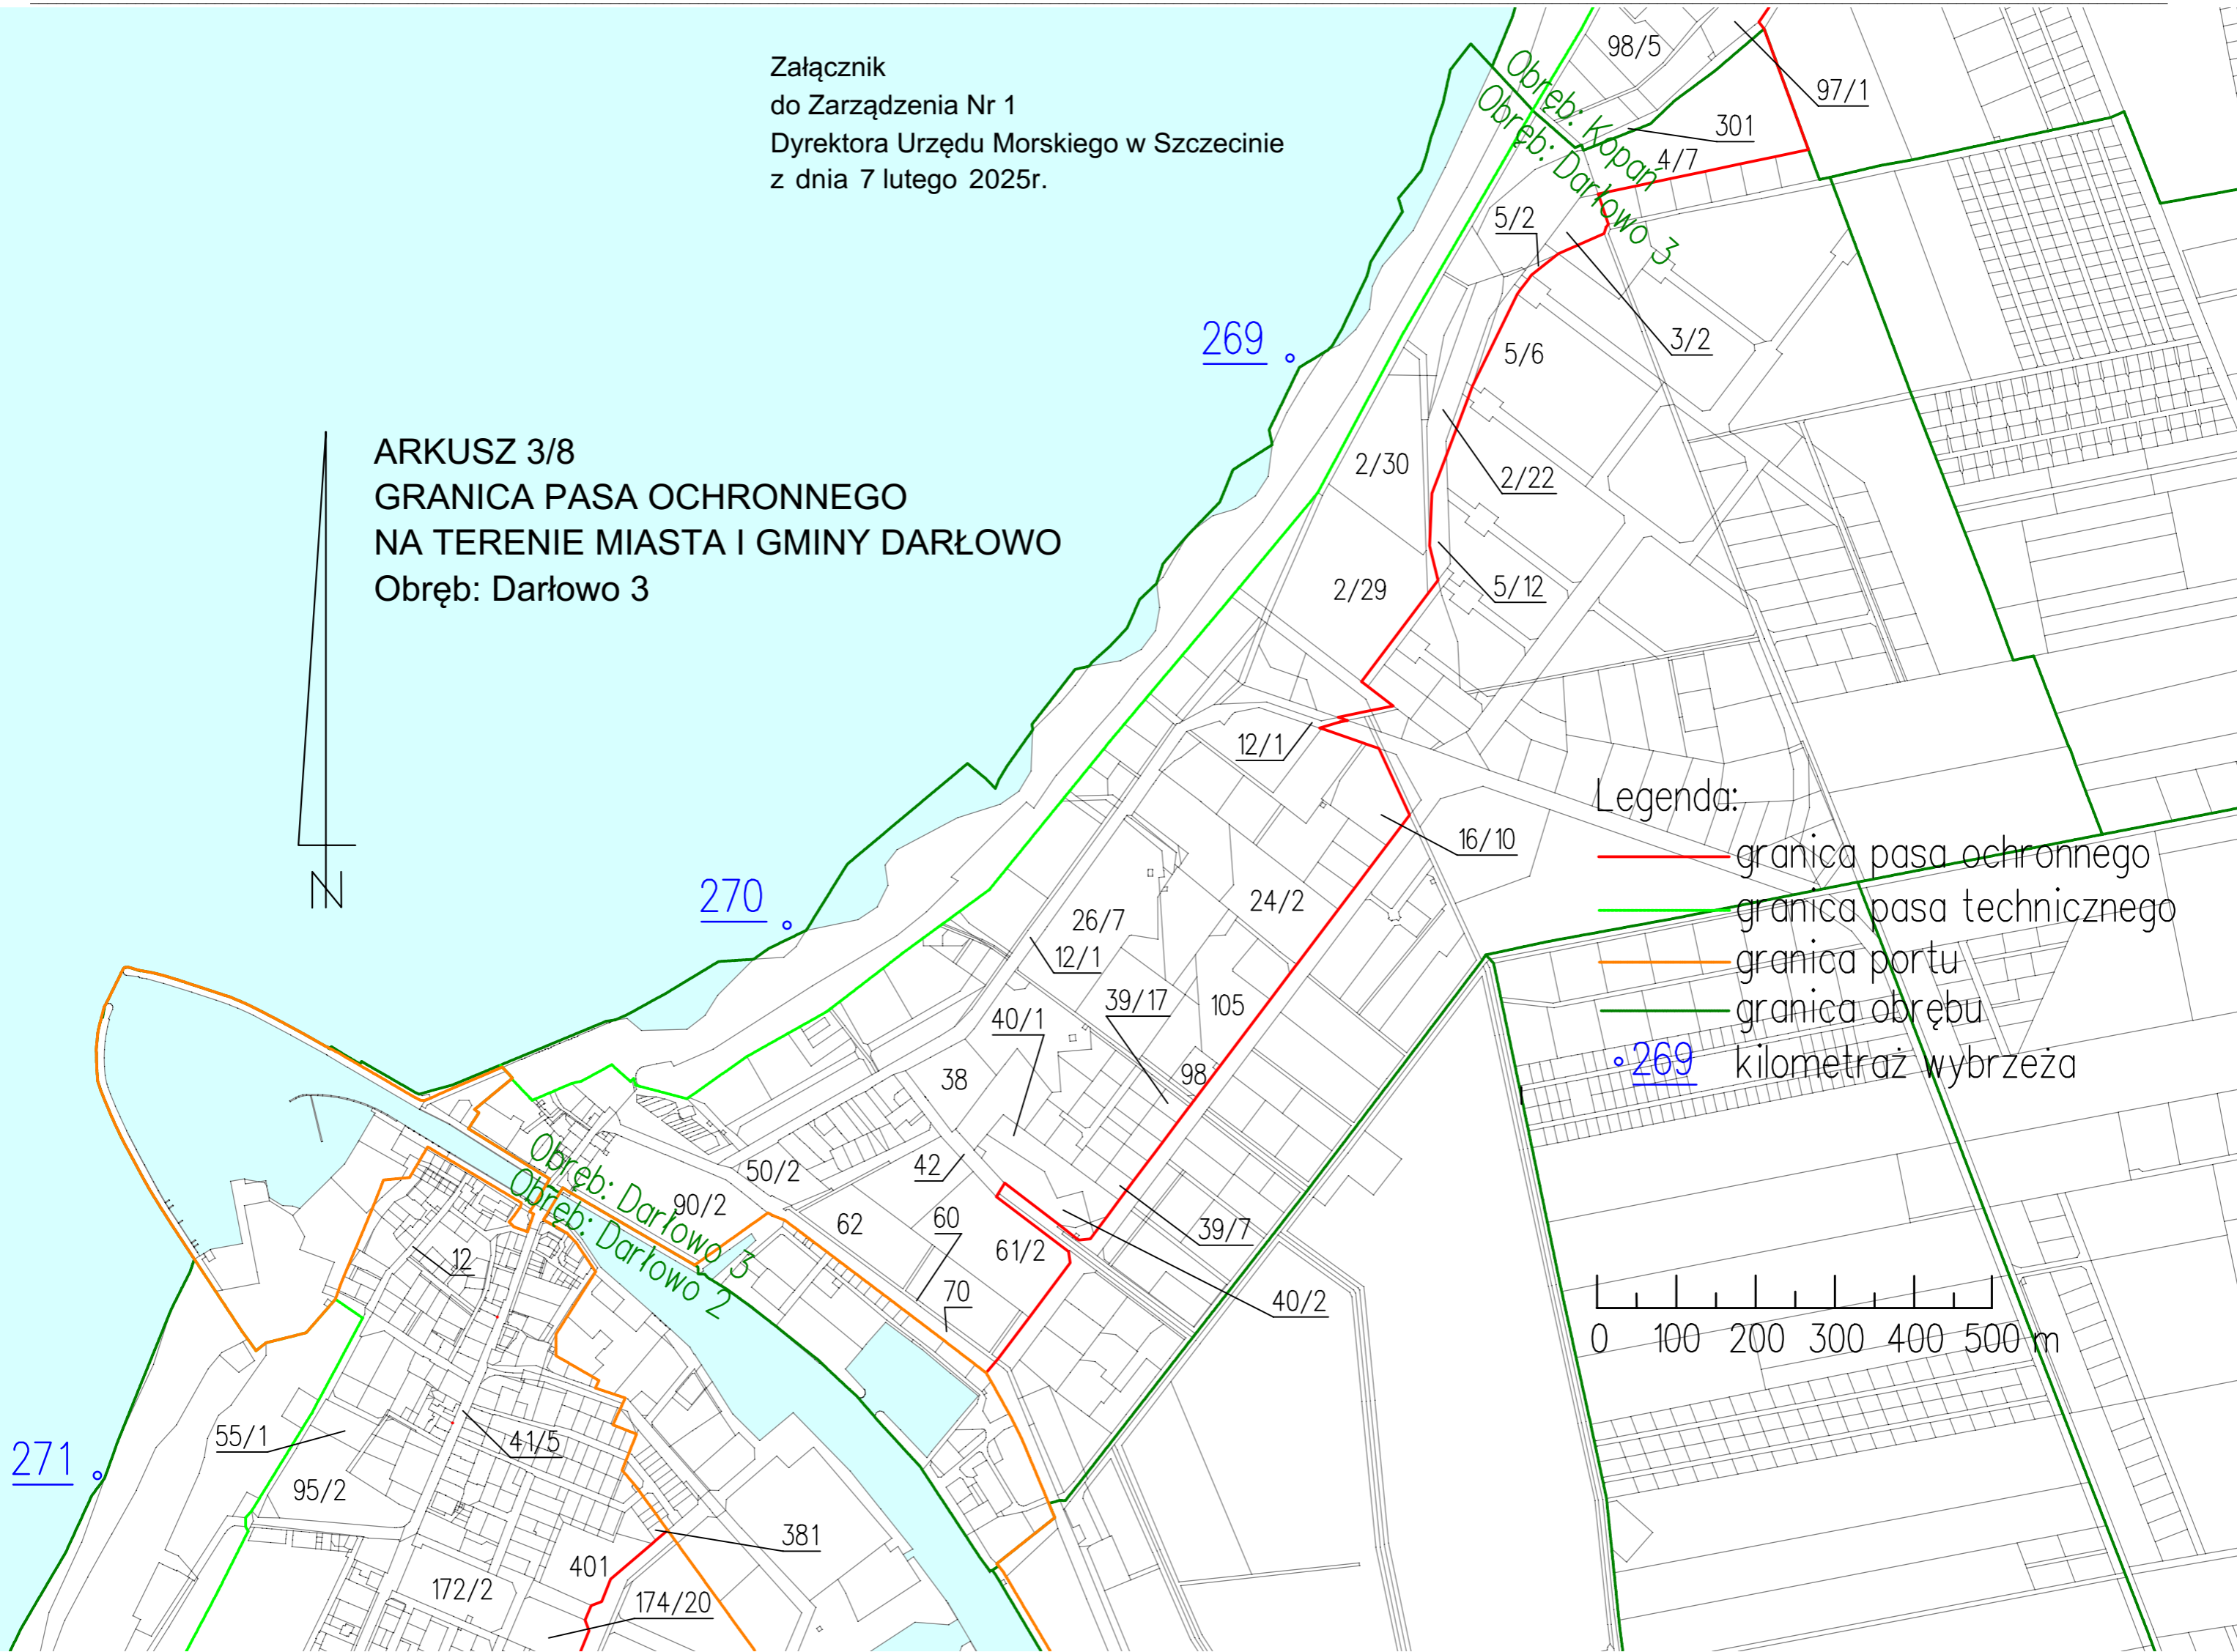 Załącznik
do Zarządzenia Nr 1
Dyrektora Urzędu Morskiego w Szczecinie
z dnia 7 lutego 2025r.
ARKUSZ 3/8
GRANICA PASA OCHRONNEGO
NA TERENIE MIASTA I GMINY DARŁOWO
Obręb: Darłowo 3
N
98/5
97/1
301
4/7
Obręb: Kopań
Obręb: Darłowo 3
5/2
3/2
269
5/6
2/30
2/22
2/29
5/12
12/1
16/10
270
24/2
26/7
12/1
39/17
105
40/1
98
38
50/2
42
90/2
62
60
61/2
39/7
70
40/2
Obręb: Darłowo 3
Obręb: Darłowo 2
12
55/1
41/5
271
95/2
381
401
172/2
174/20
Legenda:
granica pasa ochronnego
granica pasa technicznego
granica portu
granica obrębu
269 kilometraż wybrzeża
0 100 200 300 400 500 m